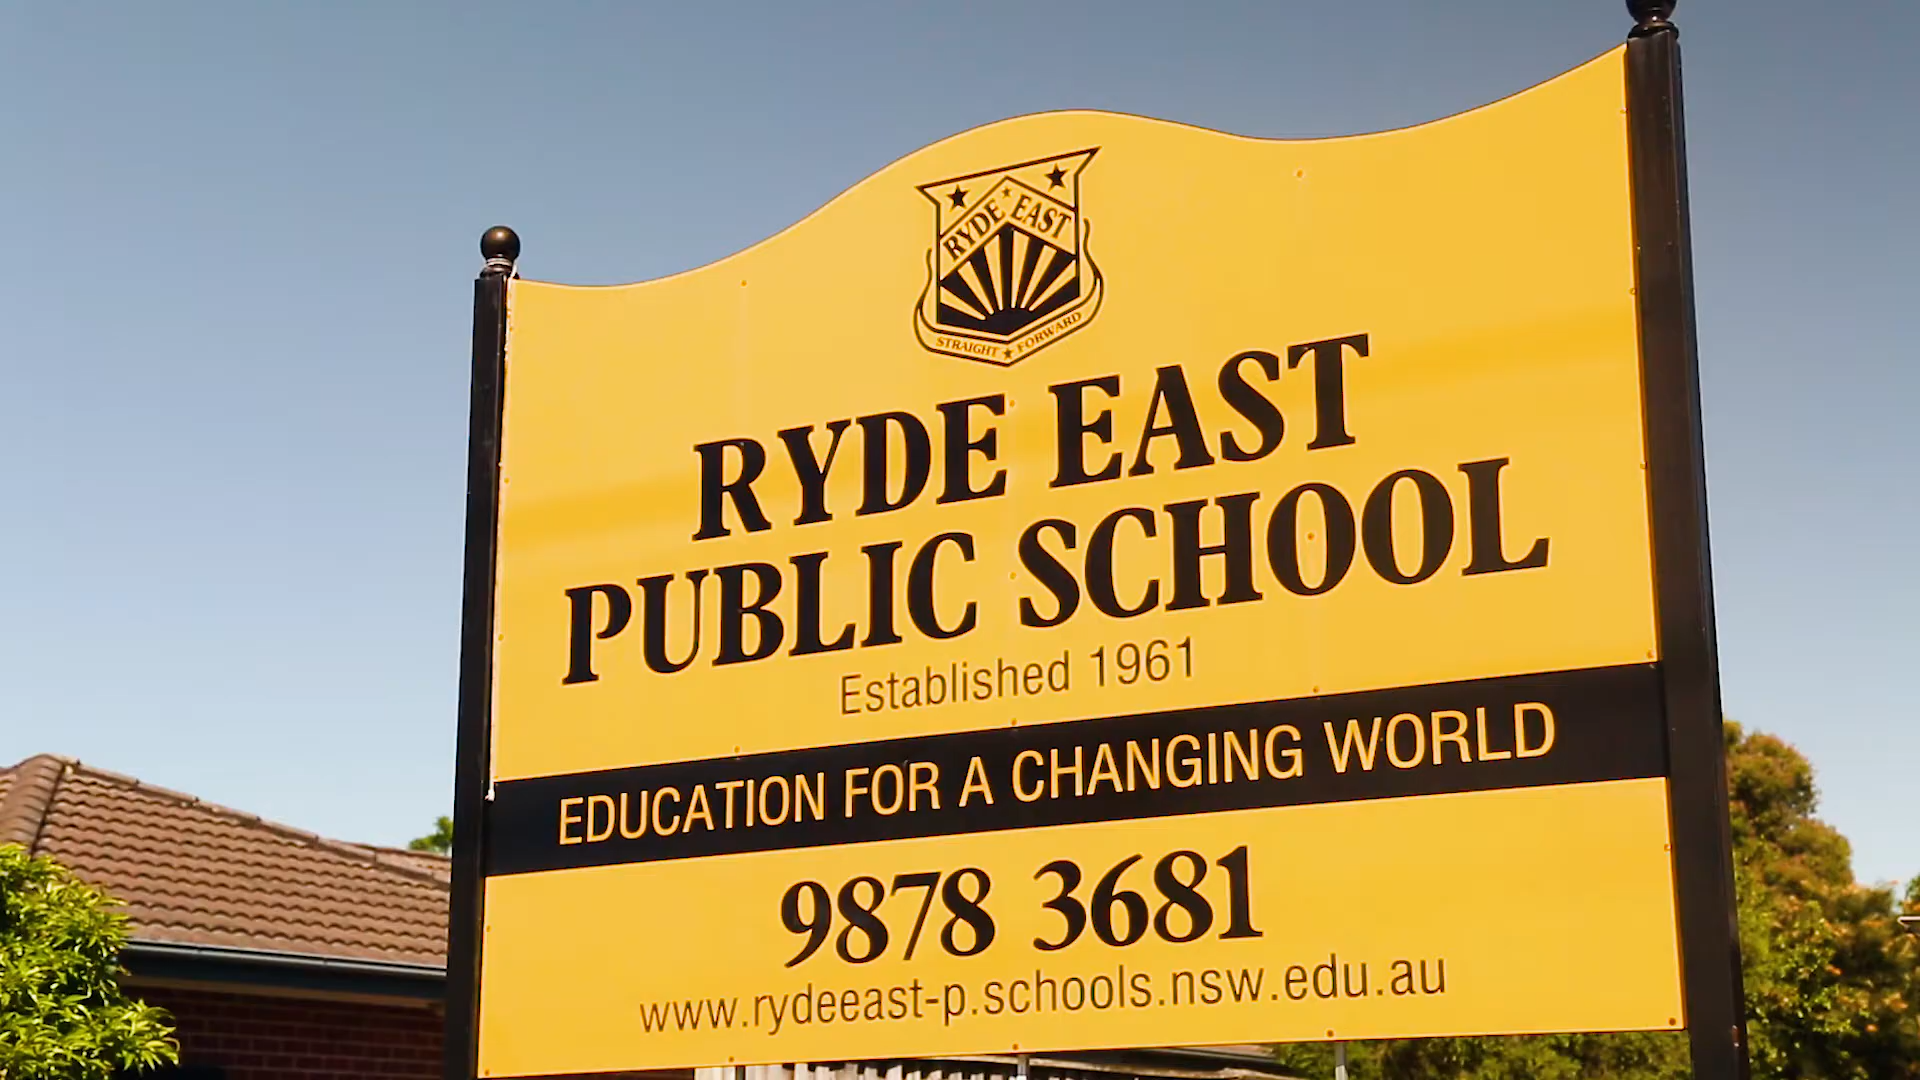 RYDE EAST
STRAIGHT ★ FORWARD
RYDE EAST
PUBLIC SCHOOL
Established 1961
EDUCATION FOR A CHANGING WORLD
9878 3681
www.rydeeast-p.schools.nsw.edu.au